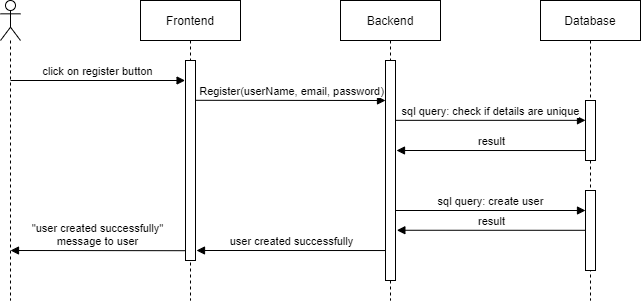 Frontend
Backend
Database
click on register button
Register(userName, email, password)
sql query: check if details are unique
result
sql query: create user
result
"user created successfully"
message to user
user created successfully